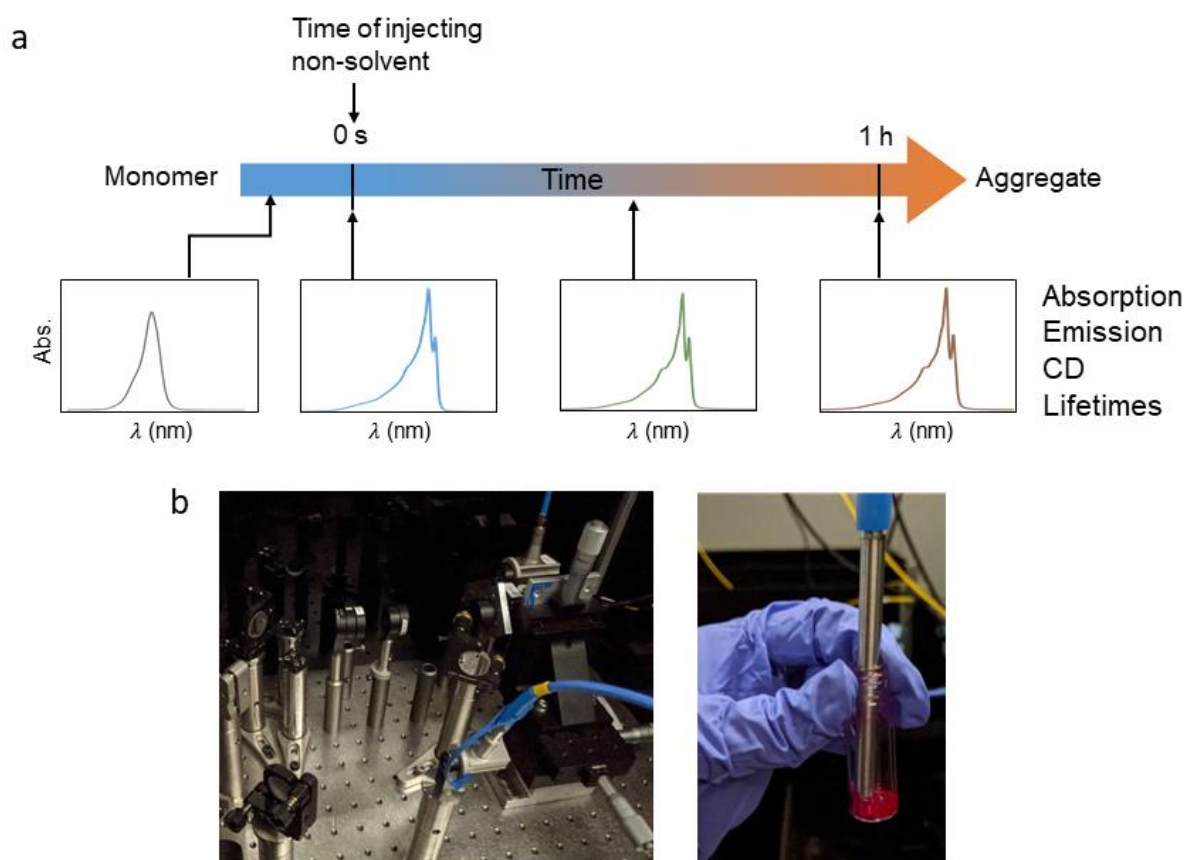 a
Time of injecting
non-solvent
0 s
1 h
Monomer
Time
Aggregate
Abs.
λ (nm)
λ (nm)
λ (nm)
λ (nm)
Absorption
Emission
CD
Lifetimes
b